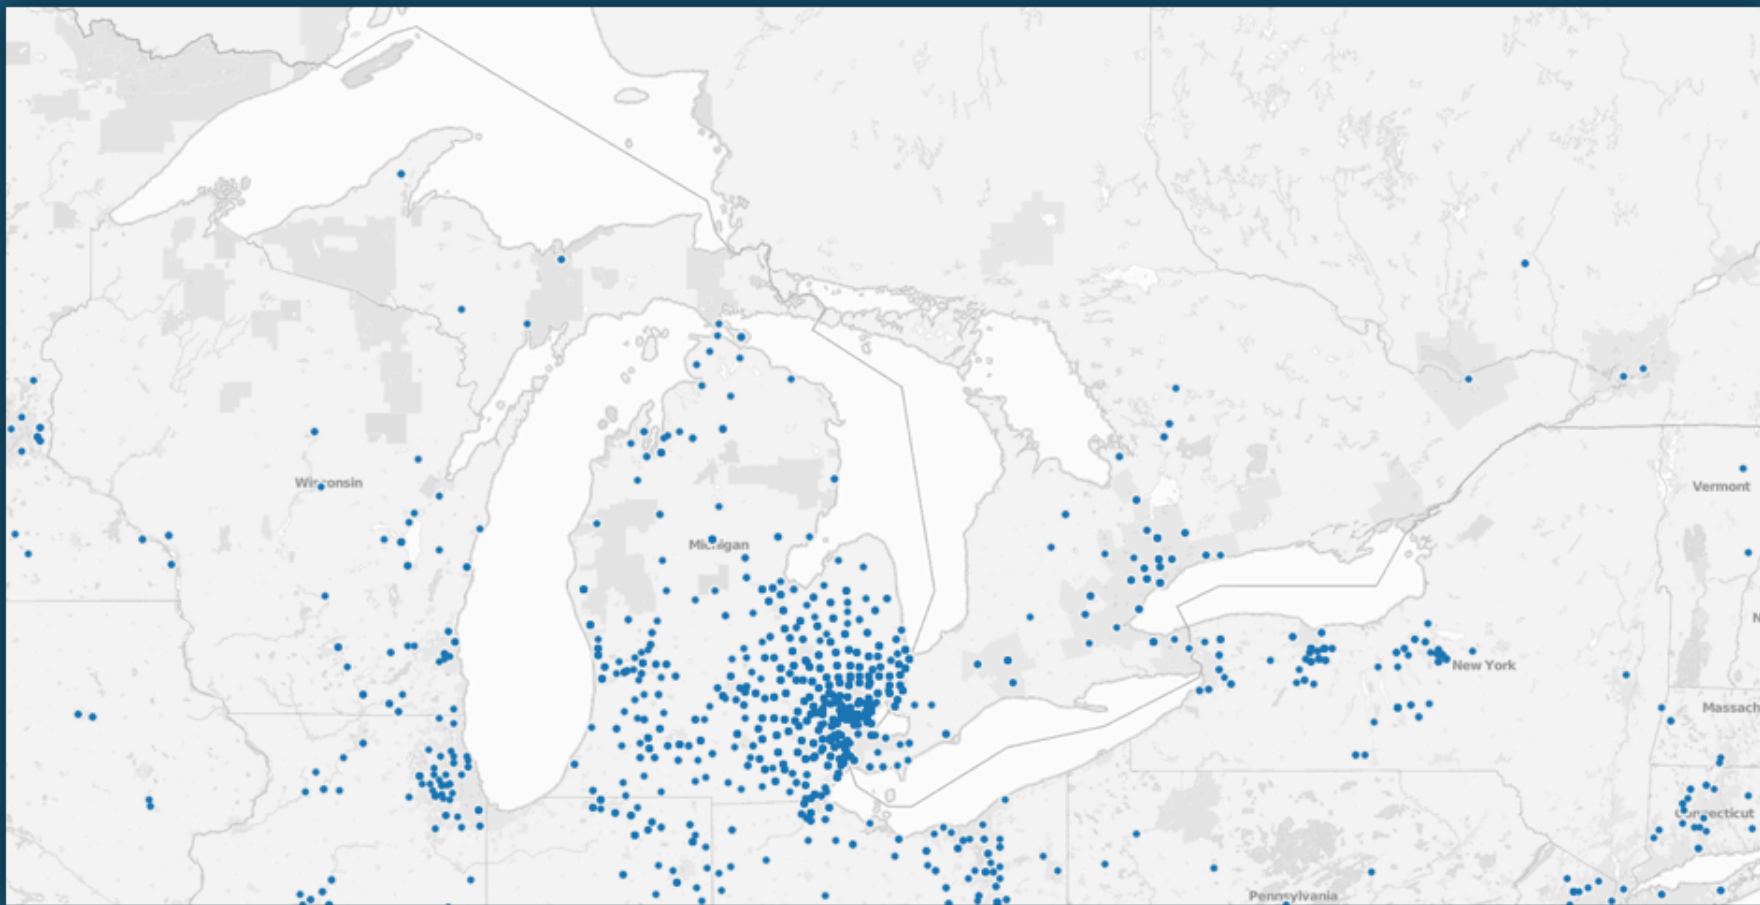 Wisconsin
Vermont
Michigan
N
New York
Massach
Connecticut
Pennsylvania